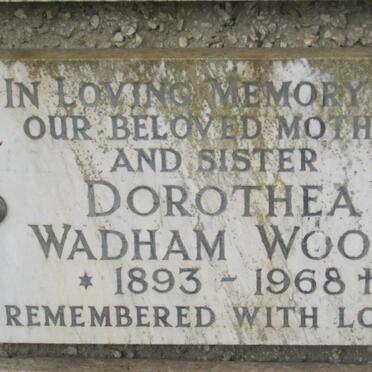 IN LOVING MEMORY
OUR BELOVED MOTH
AND SISTER
DOROTHEA
WADHAM WOO
* 1893 - 1968 †
REMEMBERED WITH LO